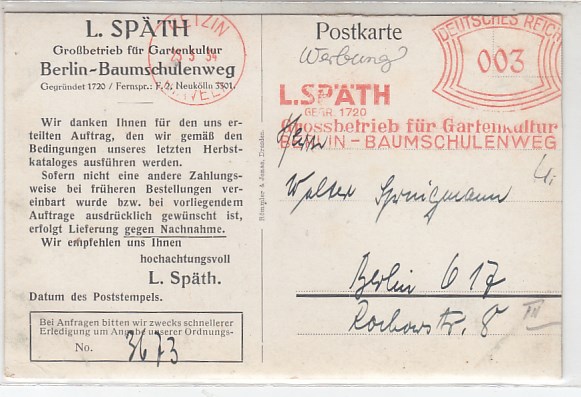 L. SPÄTH
Großbetrieb für Gartenkultur
Berlin-Baumschulenweg
Gegründet 1720 / Fernspr.: F. 2, Neukölln 3301.
Wir danken Ihnen für den uns er-
teilten Auftrag, den wir gemäß den
Bedingungen unseres letzten Herbst-
kataloges ausführen werden.
Sofern nicht eine andere Zahlungs-
weise bei früheren Bestellungen ver-
einbart wurde bzw. bei vorliegendem
Auftrage ausdrücklich gewünscht ist,
erfolgt Lieferung gegen Nachnahme.
Wir empfehlen uns Ihnen
hochachtungsvoll
L. Späth.
Datum des Poststempels.
Bei Anfragen bitten wir zwecks schnellerer
Erledigung um Angabe unserer Ordnungs-
No. 3673
Römpler & Jonas, Dresden.
Postkarte
Werbung
DEUTSCHES REICH
003
L.SPÄTH
GEGR. 1720
Grossbetrieb für Gartenkultur
BERLIN-BAUMSCHULENWEG
Walter
Berlin O 17
Rochowstr. 8